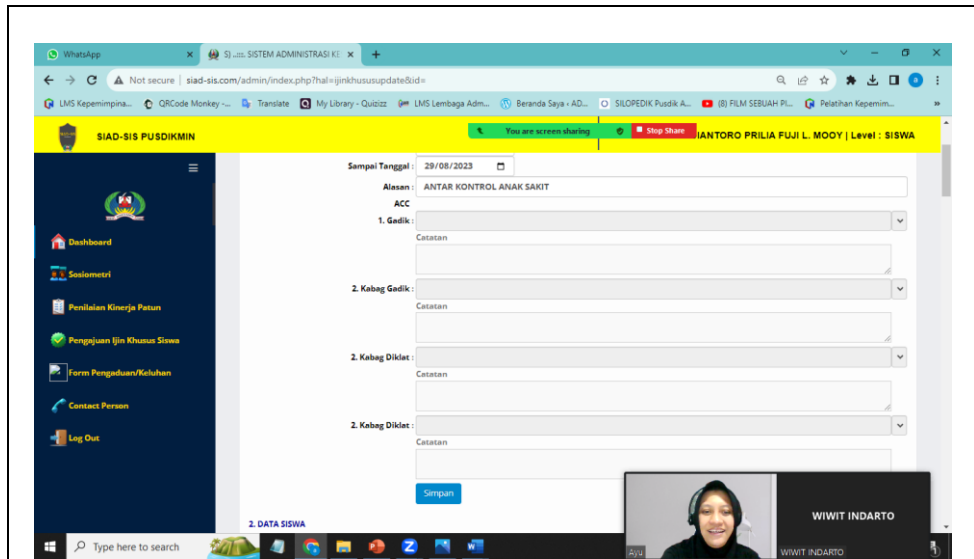 WhatsApp
S) ..::. SISTEM ADMINISTRASI KE
Not secure | siad-sis.com/admin/index.php?hal=ijinkhususupdate&id=
LMS Kepemimpina... QRCode Monkey -... Translate My Library - Quizizz LMS Lembaga Adm... Beranda Saya ‹ AD... SILOPEDIK Pusdik A... (8) FILM SEBUAH PI... Pelatihan Kepemim... »
SIAD-SIS PUSDIKMIN
You are screen sharing Stop Share
IANTORO PRILIA FUJI L. MOOY | Level : SISWA
Dashboard
Sosiometri
Penilaian Kinerja Patun
Pengajuan Ijin Khusus Siswa
Form Pengaduan/Keluhan
Contact Person
Log Out
Sampai Tanggal : 29/08/2023
Alasan : ANTAR KONTROL ANAK SAKIT
ACC
1. Gadik :
Catatan
2. Kabag Gadik :
Catatan
2. Kabag Diklat :
Catatan
2. Kabag Diklat :
Catatan
Simpan
2. DATA SISWA
Ayu
WIWIT INDARTO
WIWIT INDARTO
Type here to search